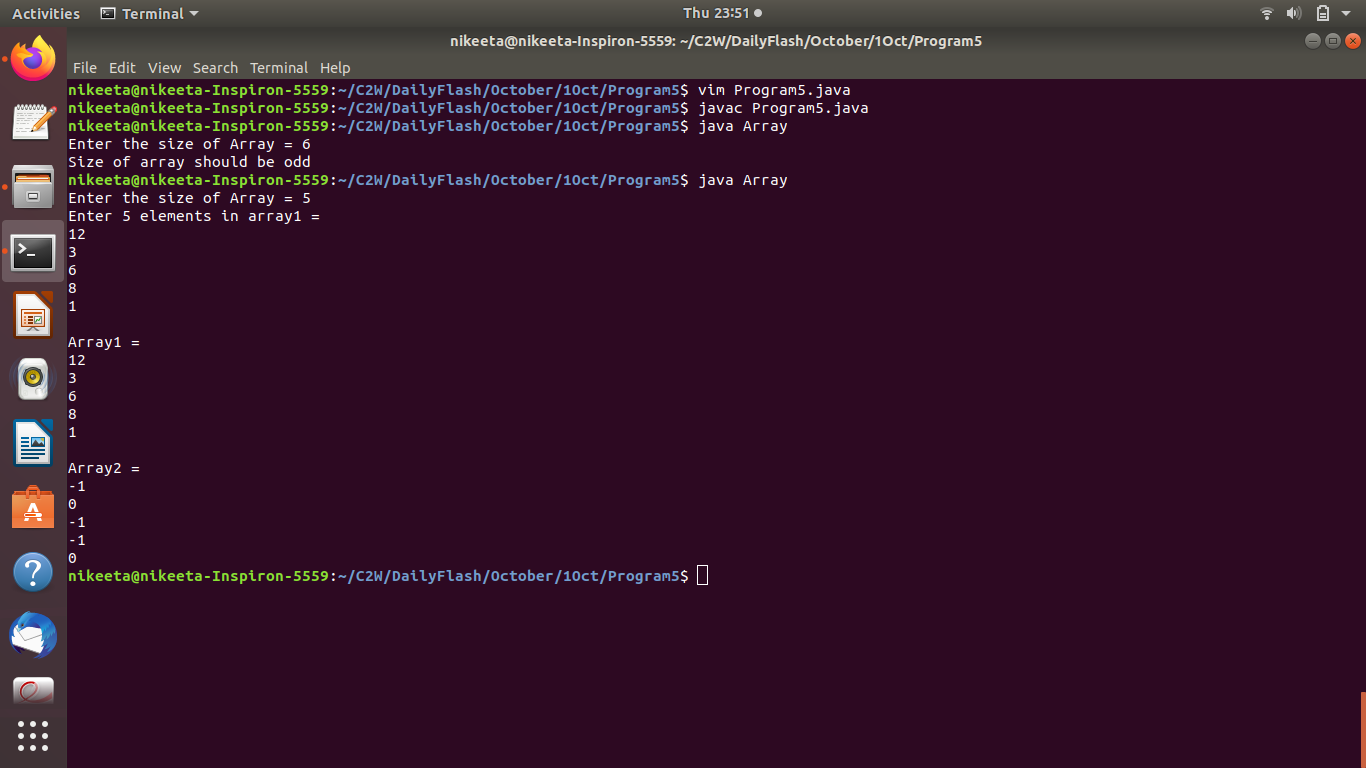 Activities Terminal Thu 23:51
nikeeta@nikeeta-Inspiron-5559: ~/C2W/DailyFlash/October/1Oct/Program5
File Edit View Search Terminal Help
nikeeta@nikeeta-Inspiron-5559:~/C2W/DailyFlash/October/1Oct/Program5$ vim Program5.java
nikeeta@nikeeta-Inspiron-5559:~/C2W/DailyFlash/October/1Oct/Program5$ javac Program5.java
nikeeta@nikeeta-Inspiron-5559:~/C2W/DailyFlash/October/1Oct/Program5$ java Array
Enter the size of Array = 6
Size of array should be odd
nikeeta@nikeeta-Inspiron-5559:~/C2W/DailyFlash/October/1Oct/Program5$ java Array
Enter the size of Array = 5
Enter 5 elements in array1 =
12
3
6
8
1
Array1 =
12
3
6
8
1
Array2 =
-1
0
-1
-1
0
nikeeta@nikeeta-Inspiron-5559:~/C2W/DailyFlash/October/1Oct/Program5$